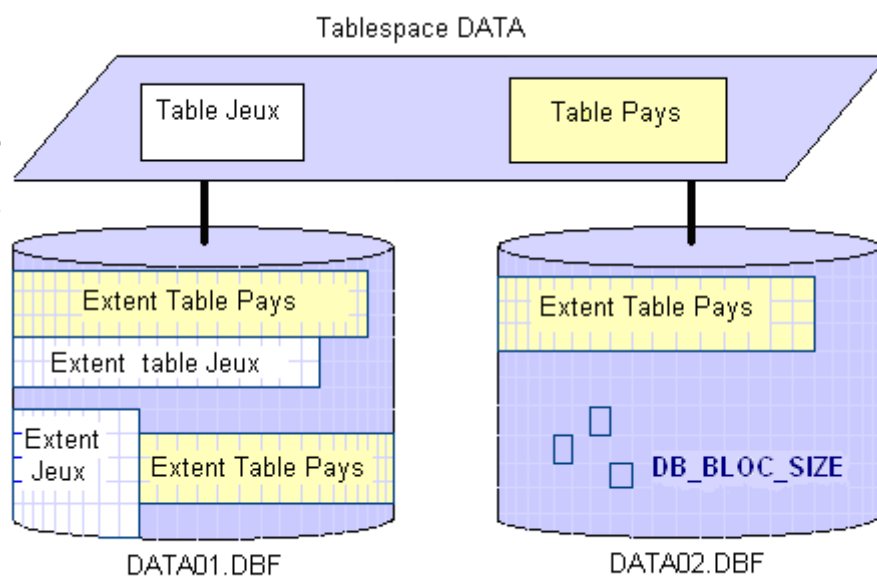 Tablespace DATA
Table Jeux
Table Pays
Extent Table Pays
Extent table Jeux
Extent
Jeux
Extent Table Pays
DATA01.DBF
Extent Table Pays
DB_BLOC_SIZE
DATA02.DBF